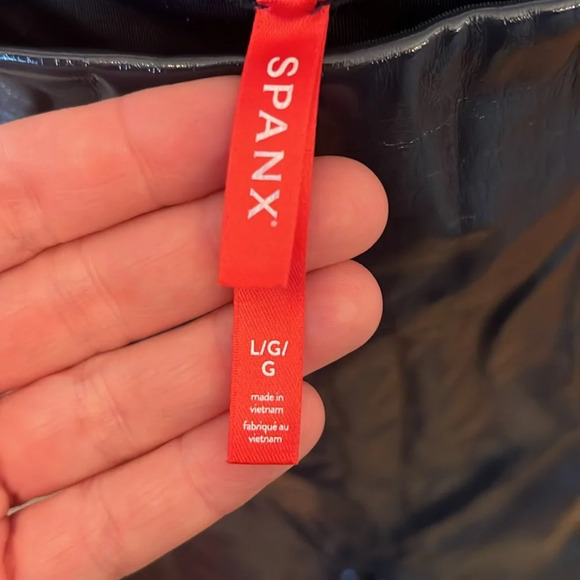 SPANX®
L/G/
G
made in
vietnam
fabriqué au
vietnam